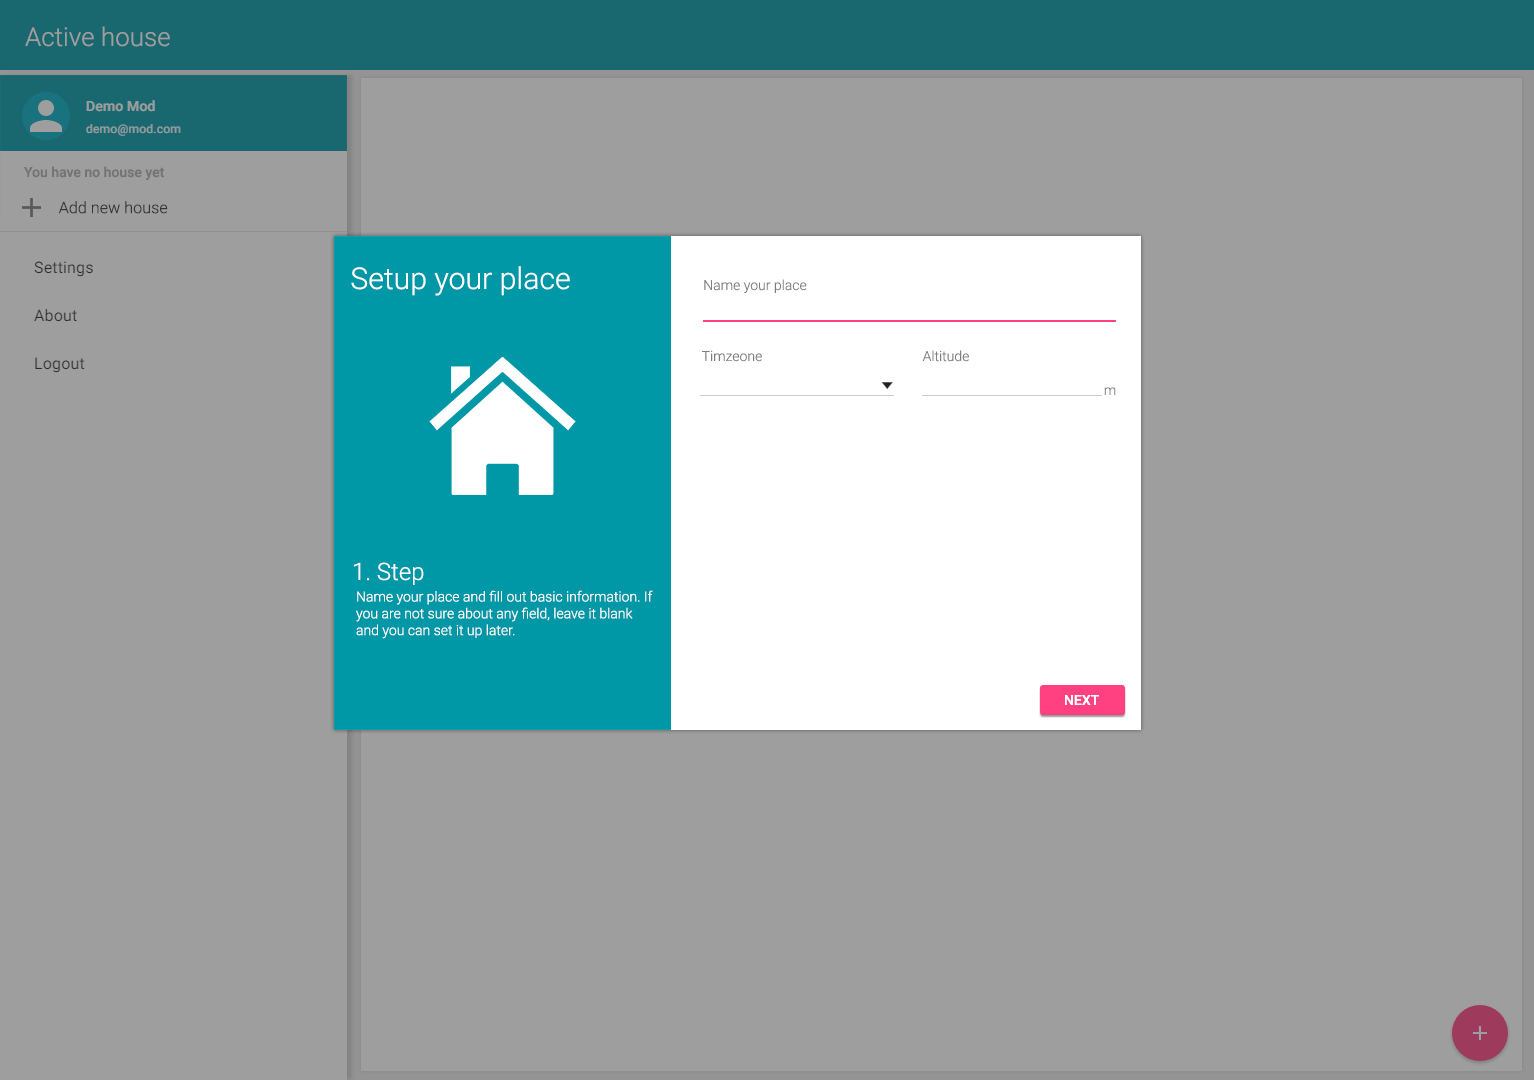 Active house
Demo Mod
demo@mod.com
You have no house yet
Add new house
Settings
About
Logout
Setup your place
1. Step
Name your place and fill out basic information. If
you are not sure about any field, leave it blank
and you can set it up later.
Name your place
Timzeone
Altitude
m
NEXT